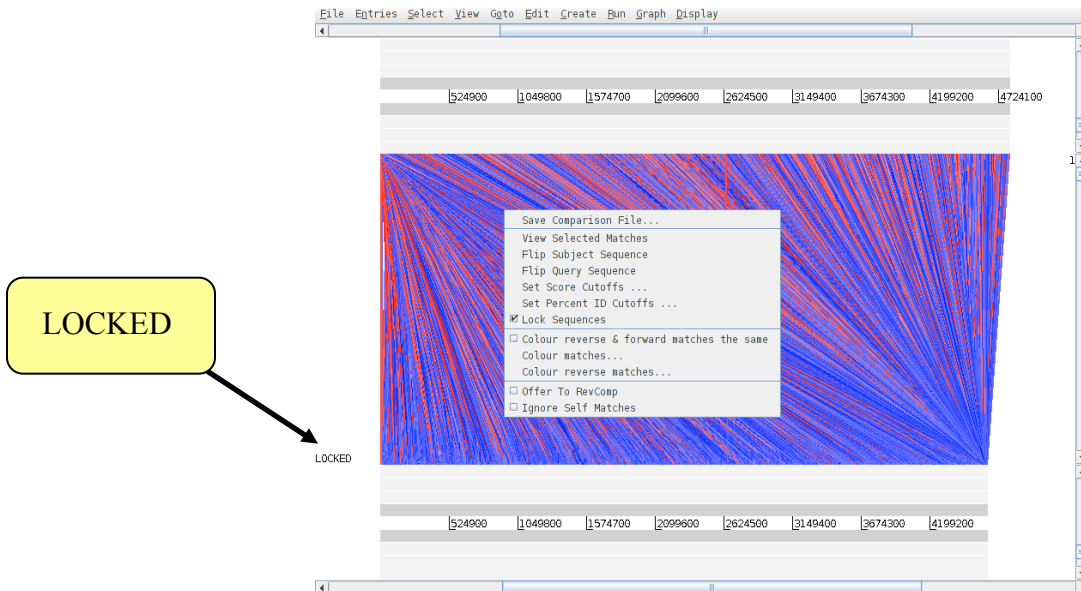 File Entries Select View Goto Edit Create Run Graph Display
524900 1049800 1574700 2099600 2624500 3149400 3674300 4199200 4724100
1
Save Comparison File...
View Selected Matches
Flip Subject Sequence
Flip Query Sequence
Set Score Cutoffs ...
Set Percent ID Cutoffs ...
Lock Sequences
Colour reverse & forward matches the same
Colour matches...
Colour reverse matches...
Offer To RevComp
Ignore Self Matches
LOCKED
LOCKED
524900 1049800 1574700 2099600 2624500 3149400 3674300 4199200